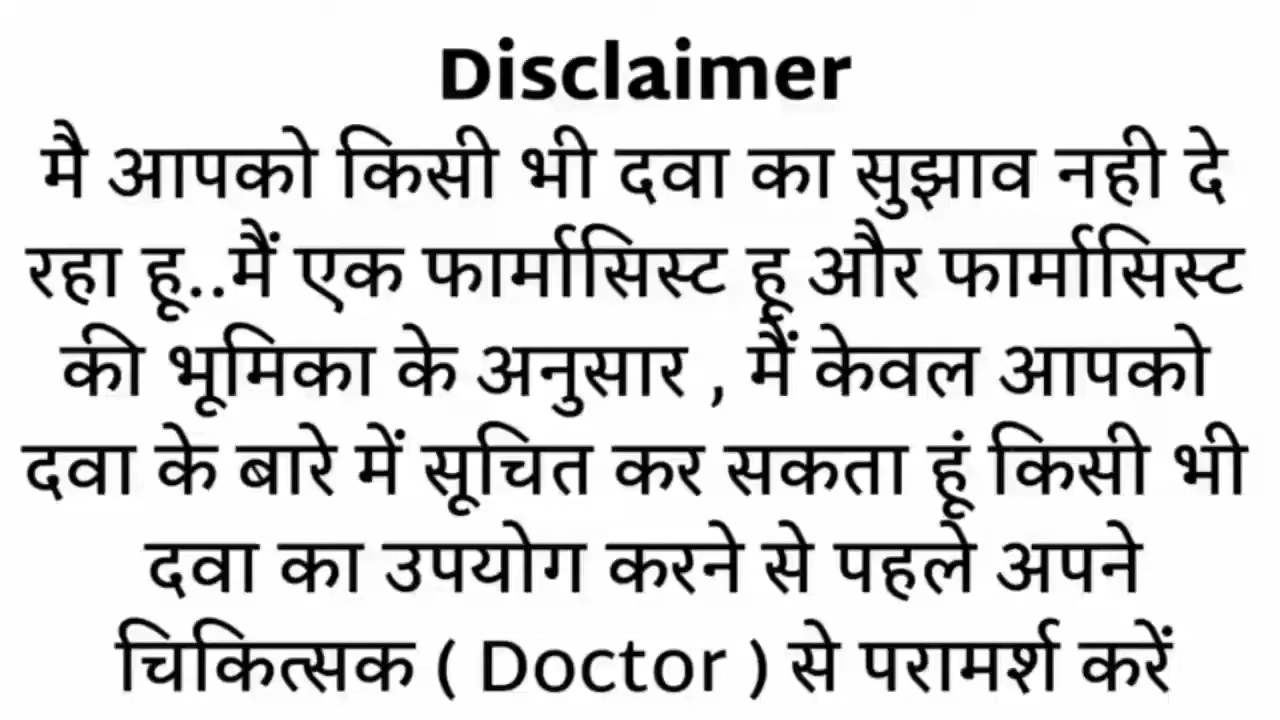 Disclaimer
मै आपको किसी भी दवा का सुझाव नही दे
रहा हू..मैं एक फार्मासिस्ट हू और फार्मासिस्ट
की भूमिका के अनुसार , मैं केवल आपको
दवा के बारे में सूचित कर सकता हूं किसी भी
दवा का उपयोग करने से पहले अपने
चिकित्सक ( Doctor ) से परामर्श करें